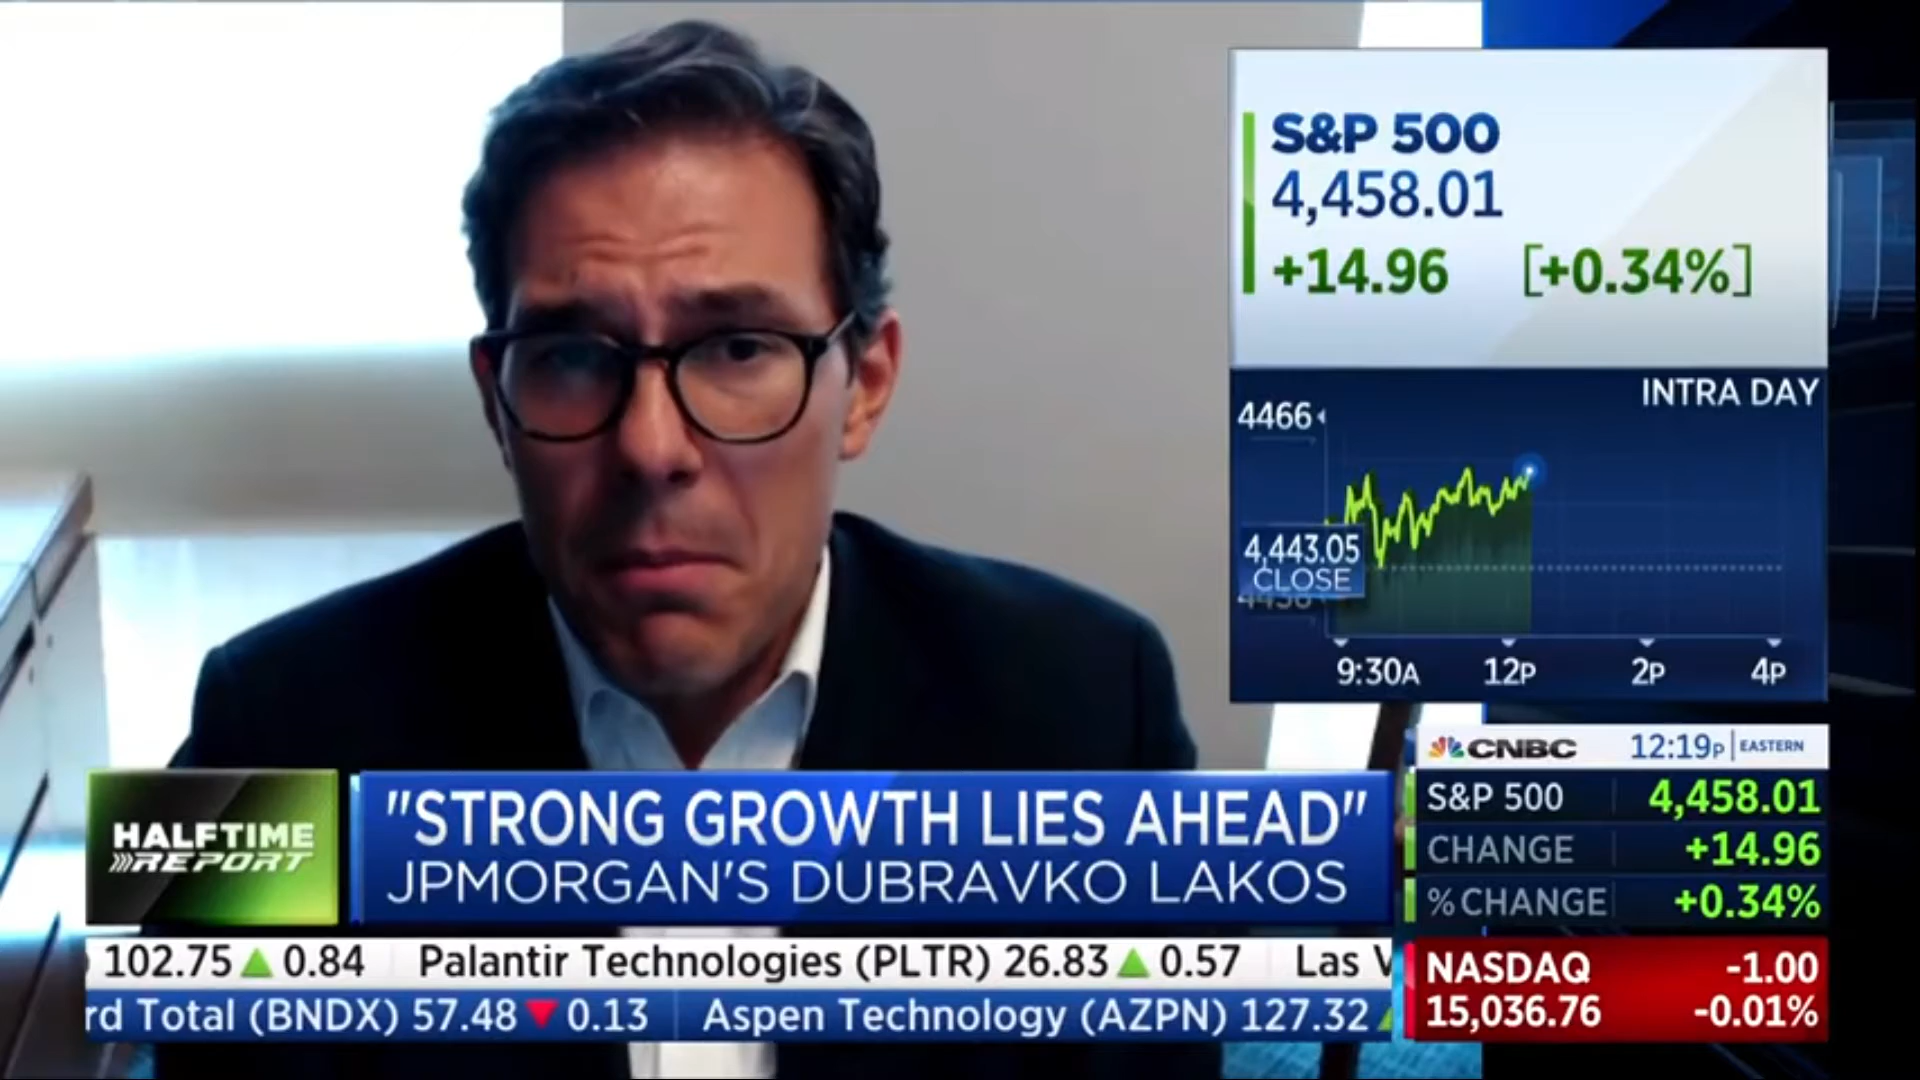 S&P 500
4,458.01
+14.96 [+0.34%]
INTRA DAY
4466
4,443.05
CLOSE
9:30A 12P 2P 4P
CNBC 12:19P EASTERN
S&P 500 4,458.01
CHANGE +14.96
% CHANGE +0.34%
NASDAQ -1.00
15,036.76 -0.01%
HALFTIME
REPORT
"STRONG GROWTH LIES AHEAD"
JPMORGAN'S DUBRAVKO LAKOS
102.75 ▲ 0.84 Palantir Technologies (PLTR) 26.83 ▲ 0.57 Las V
rd Total (BNDX) 57.48 ▼ 0.13 Aspen Technology (AZPN) 127.32